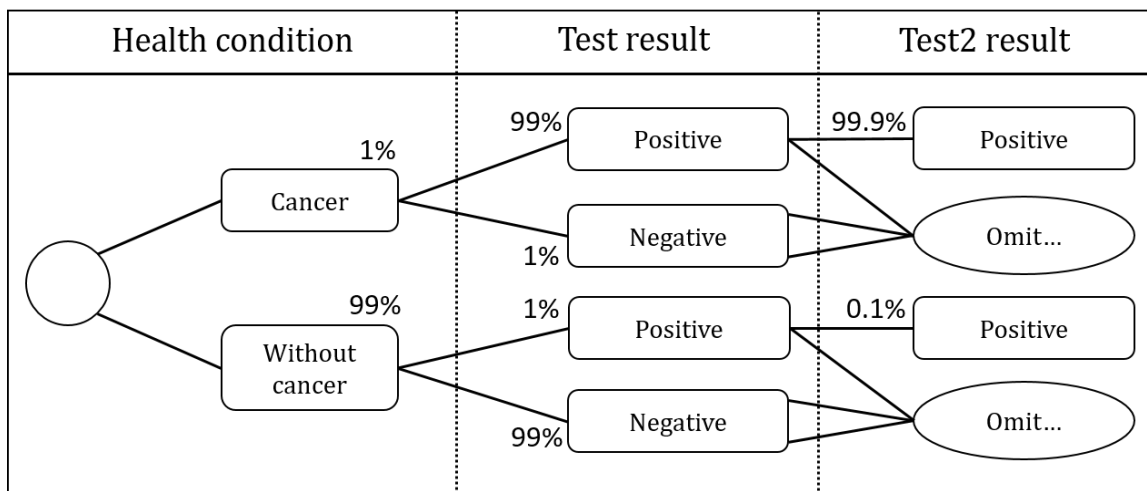 Health condition
Test result
Test2 result
99%
Positive
99.9%
Positive
1%
Cancer
1%
Negative
Omit...
99%
Without
cancer
1%
Positive
0.1%
Positive
99%
Negative
Omit...